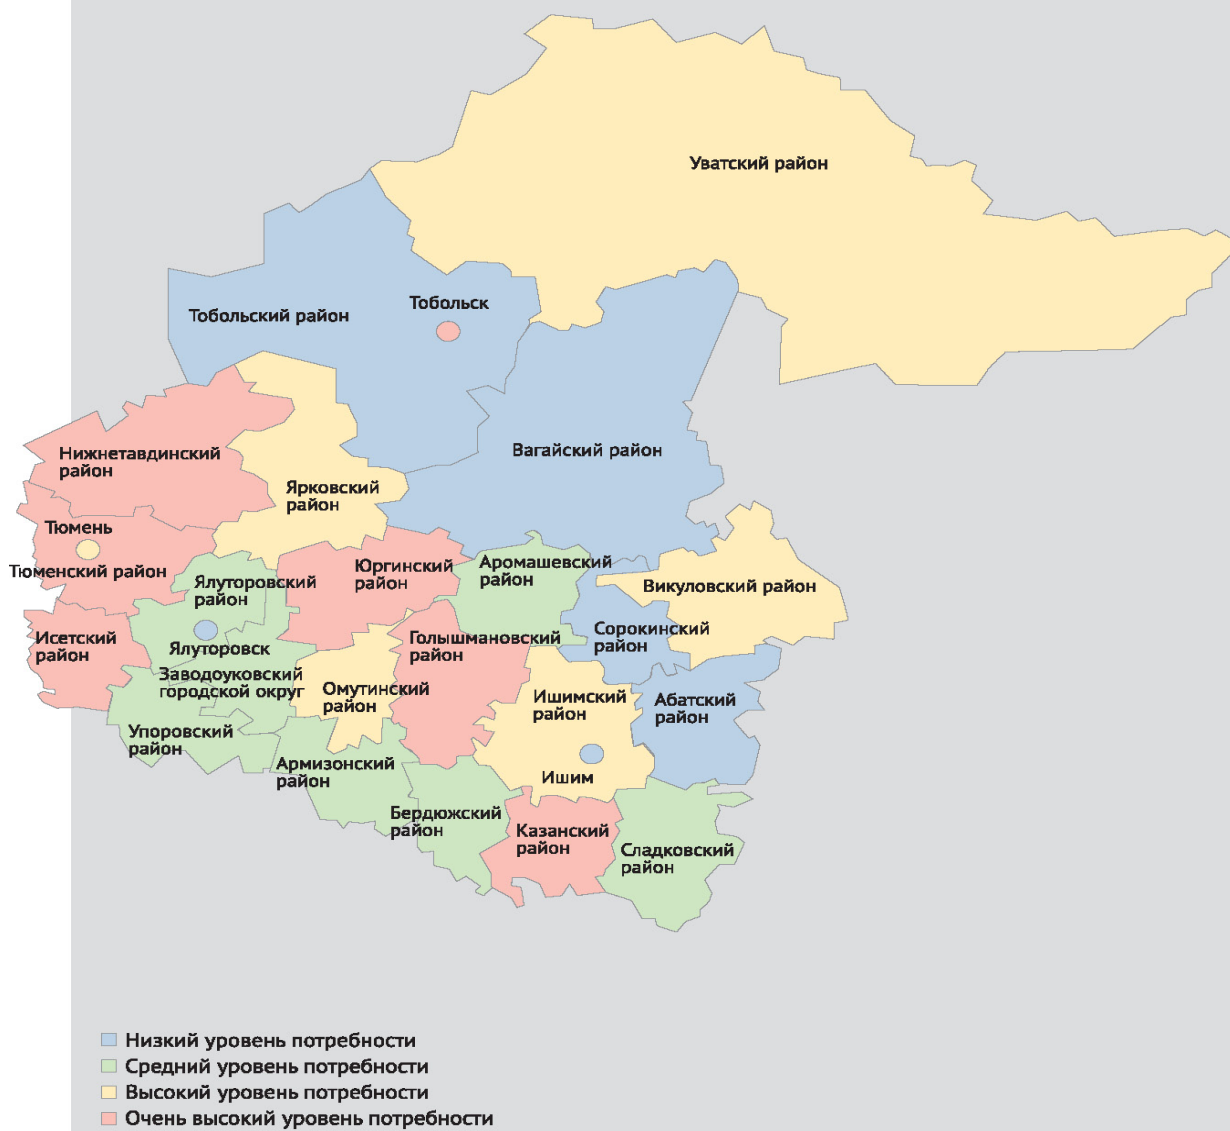 Уватский район
Тобольск
Тобольский район
Вагайский район
Нижнетавдинский
район
Ярковский
район
Тюмень
Тюменский район
Ялуторовский
район
Юргинский
район
Аромашевский
район
Викуловский район
Исетский
район
Ялуторовск
Голышмановский
район
Сорокинский
район
Заводоуковский
городской округ
Омутинский
район
Ишимский
район
Абатский
район
Упоровский
район
Армизонский
район
Ишим
Бердюжский
район
Казанский
район
Сладковский
район
Низкий уровень потребности
Средний уровень потребности
Высокий уровень потребности
Очень высокий уровень потребности